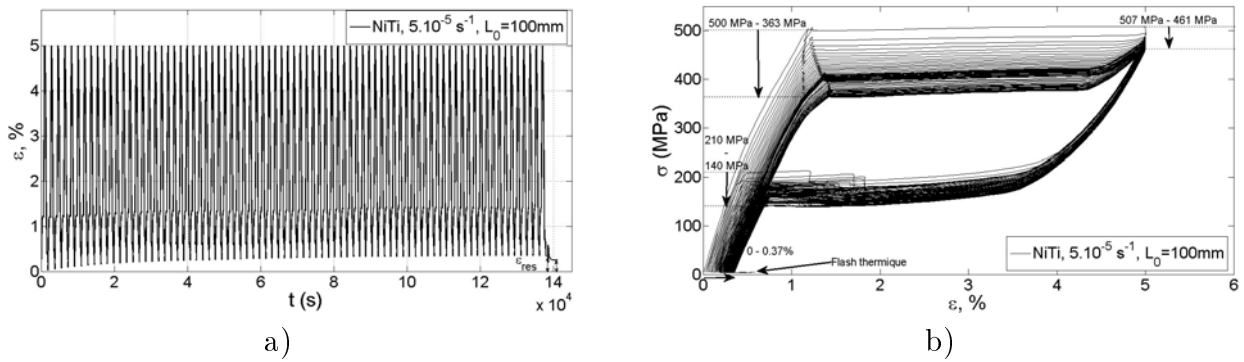 NiTi, 5.10⁻⁵ s⁻¹, L₀=100mm
ε, %
5
4
3
2
1
0
ε_res
0 2 4 6 8 10 12 14
t (s)
x 10⁴
a)
500 MPa - 363 MPa
507 MPa - 461 MPa
σ (MPa)
500
400
300
200
100
0
210 MPa
-
140 MPa
0 - 0.37%
Flash thermique
NiTi, 5.10⁻⁵ s⁻¹, L₀=100mm
0 1 2 3 4 5 6
ε, %
b)